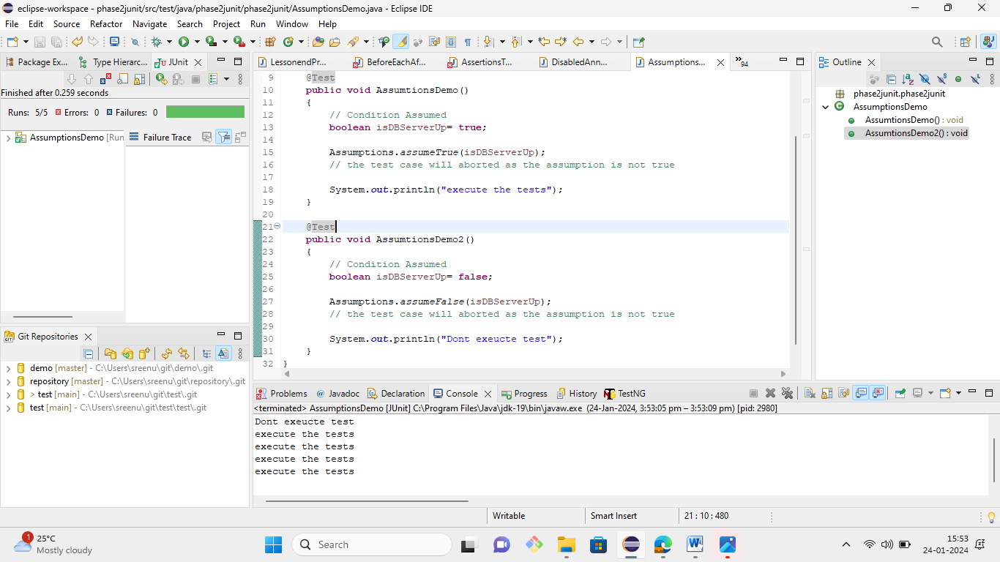 eclipse-workspace - phase2junit/src/test/java/phase2junit/phase2junit/AssumptionsDemo.java - Eclipse IDE
File Edit Source Refactor Navigate Search Project Run Window Help
Package Ex... Type Hierarc... JUnit
Finished after 0.259 seconds
Runs: 5/5 Errors: 0 Failures: 0
AssumptionsDemo [Run
Failure Trace
Git Repositories
demo [master] - C:\Users\sreenu\git\demo\.git
repository [master] - C:\Users\sreenu\git\repository\.git
> test [main] - C:\Users\sreenu\git\test\.git
test [main] - C:\Users\sreenu\git\test\test\.git
LessonendPr... BeforeEachAf... AssertionsT... DisabledAnn... Assumptions... »94
9 @Test
10 public void AssumtionsDemo()
11 {
12 // Condition Assumed
13 boolean isDBServerUp= true;
14
15 Assumptions.assumeTrue(isDBServerUp);
16 // the test case will aborted as the assumption is not true
17
18 System.out.println("execute the tests");
19 }
20
21 @Test
22 public void AssumtionsDemo2()
23 {
24 // Condition Assumed
25 boolean isDBServerUp= false;
26
27 Assumptions.assumeFalse(isDBServerUp);
28 // the test case will aborted as the assumption is not true
29
30 System.out.println("Dont exeucte test");
31 }
32 }
Outline
phase2junit.phase2junit
AssumptionsDemo
AssumtionsDemo() : void
AssumtionsDemo2() : void
Problems @ Javadoc Declaration Console Progress History TestNG
<terminated> AssumptionsDemo [JUnit] C:\Program Files\Java\jdk-19\bin\javaw.exe (24-Jan-2024, 3:53:05 pm – 3:53:09 pm) [pid: 2980]
Dont exeucte test
execute the tests
execute the tests
execute the tests
execute the tests
Writable Smart Insert 21 : 10 : 480
1
25°C
Mostly cloudy
Search
15:53
24-01-2024